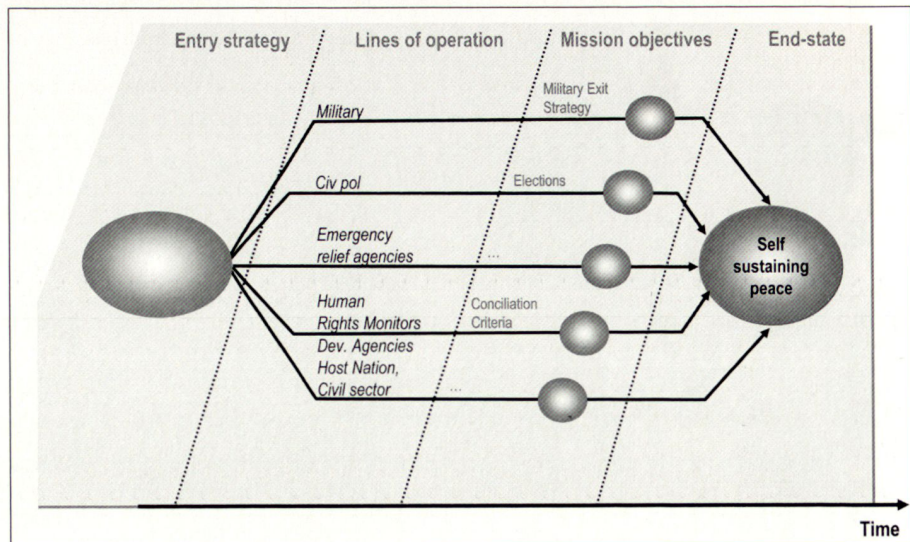 Entry strategy
Lines of operation
Mission objectives
End-state
Military
Military Exit
Strategy
Civ pol
Elections
Emergency
relief agencies
...
Human
Rights Monitors
Conciliation
Criteria
Dev. Agencies
Host Nation,
Civil sector
...
Self
sustaining
peace
Time